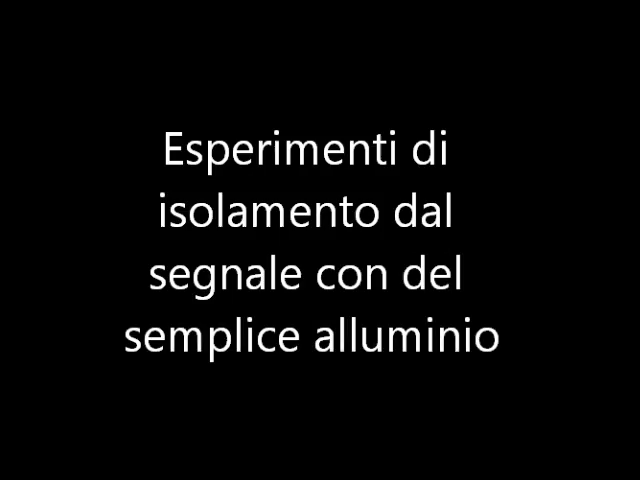 Esperimenti di
isolamento dal
segnale con del
semplice alluminio